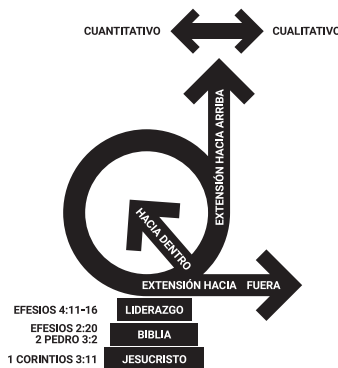 CUANTITATIVO
CUALITATIVO
EXTENSIÓN HACIA ARRIBA
HACIA DENTRO
EXTENSIÓN HACIA FUERA
EFESIOS 4:11-16
LIDERAZGO
EFESIOS 2:20
2 PEDRO 3:2
BIBLIA
1 CORINTIOS 3:11
JESUCRISTO